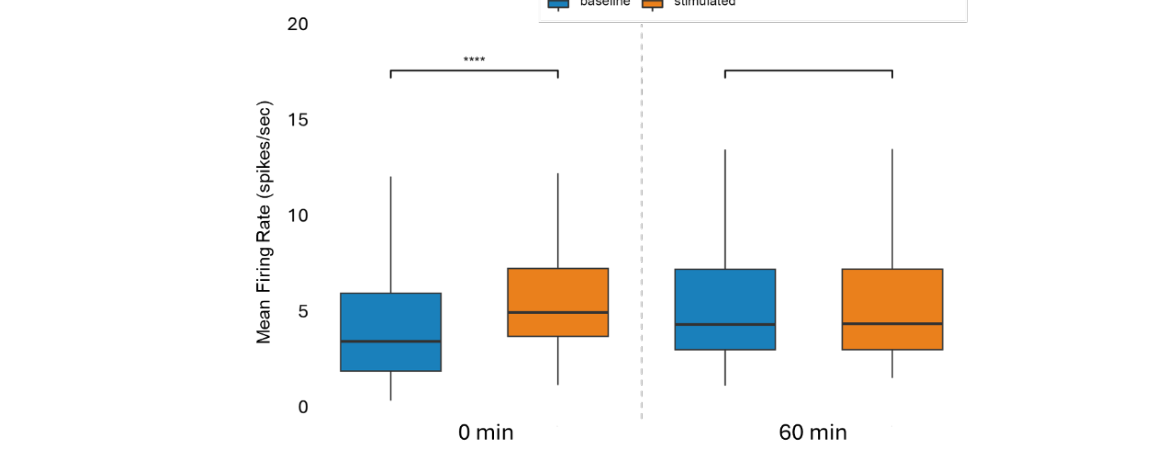 baseline stimulated
20
****
15
10
5
0
Mean Firing Rate (spikes/sec)
0 min
60 min